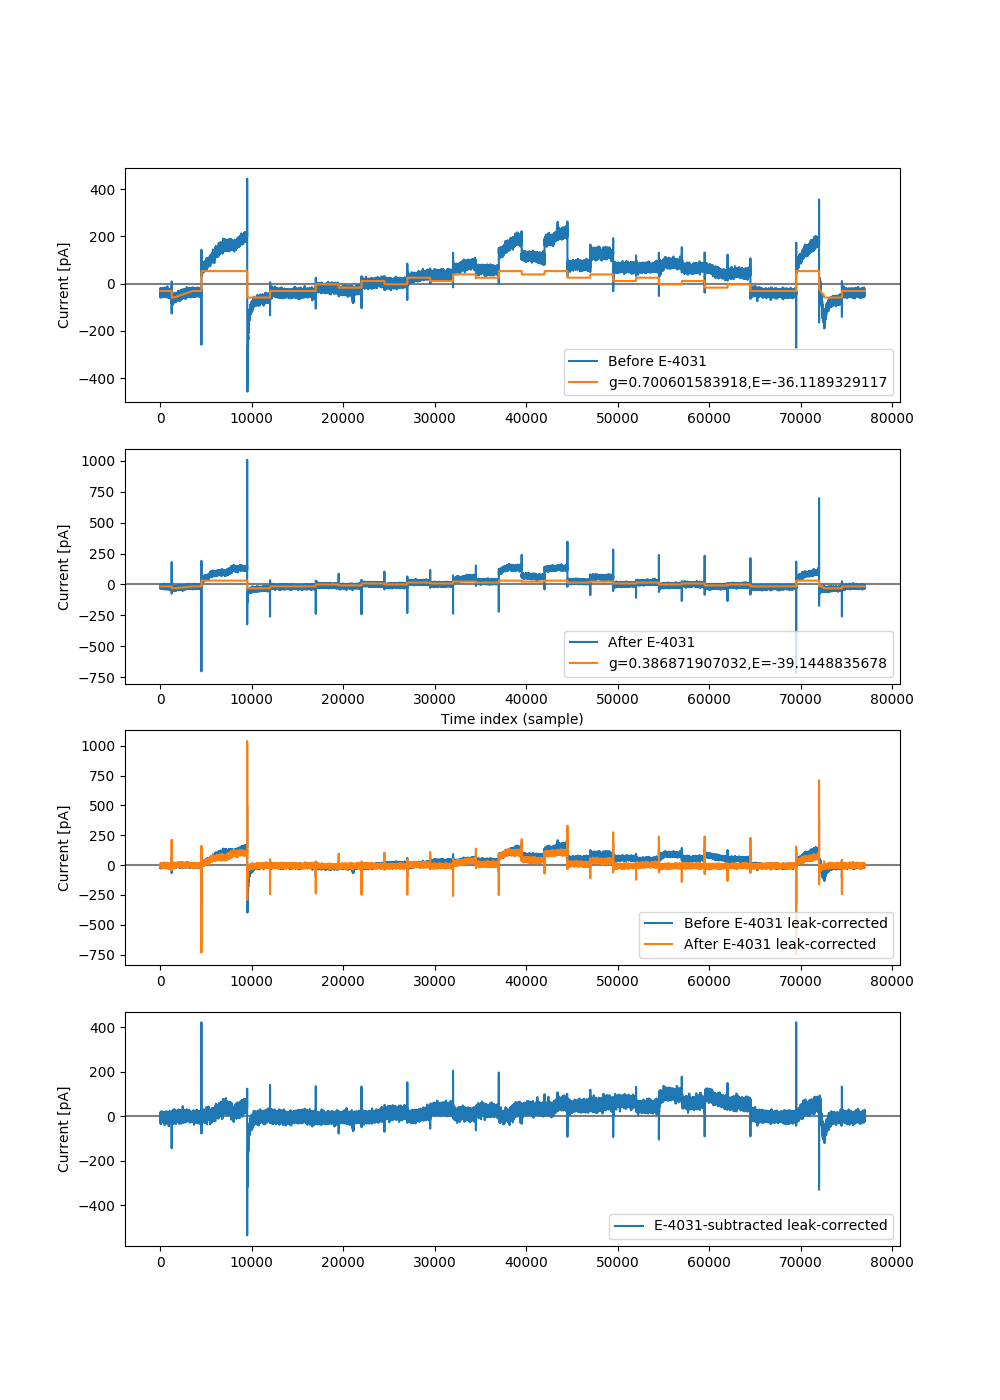 400
200
0
−200
−400
Current [pA]
0 10000 20000 30000 40000 50000 60000 70000 80000
Before E-4031
g=0.700601583918,E=-36.1189329117
1000
750
500
250
0
−250
−500
−750
Current [pA]
0 10000 20000 30000 40000 50000 60000 70000 80000
Time index (sample)
After E-4031
g=0.386871907032,E=-39.1448835678
1000
750
500
250
0
−250
−500
−750
Current [pA]
0 10000 20000 30000 40000 50000 60000 70000 80000
Before E-4031 leak-corrected
After E-4031 leak-corrected
400
200
0
−200
−400
Current [pA]
0 10000 20000 30000 40000 50000 60000 70000 80000
E-4031-subtracted leak-corrected